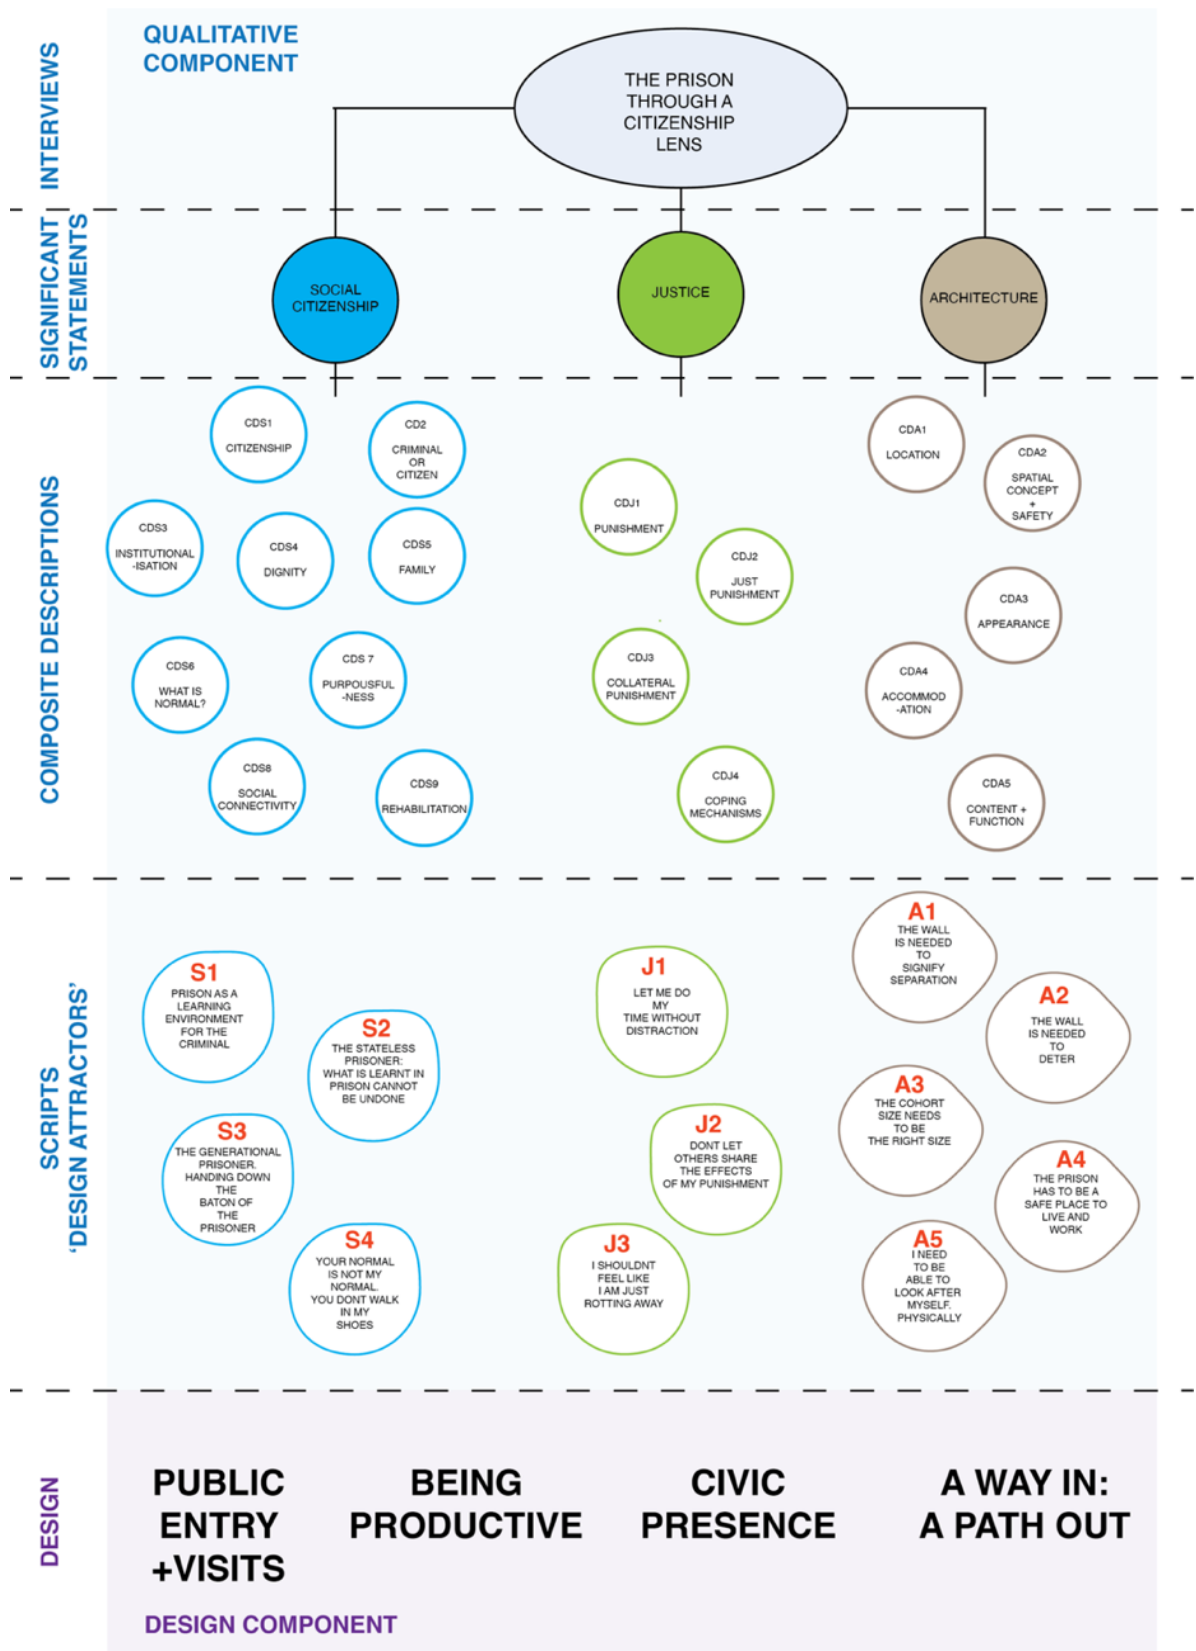 QUALITATIVE
COMPONENT
INTERVIEWS
THE PRISON
THROUGH A
CITIZENSHIP
LENS
SIGNIFICANT
STATEMENTS
SOCIAL
CITIZENSHIP
JUSTICE
ARCHITECTURE
COMPOSITE DESCRIPTIONS
CDS1
CITIZENSHIP
CD2
CRIMINAL
OR
CITIZEN
CDS3
INSTITUTIONAL
-ISATION
CDS4
DIGNITY
CDS5
FAMILY
CDS6
WHAT IS
NORMAL?
CDS 7
PURPOUSFUL
-NESS
CDS8
SOCIAL
CONNECTIVITY
CDS9
REHABILITATION
CDJ1
PUNISHMENT
CDJ2
JUST
PUNISHMENT
CDJ3
COLLATERAL
PUNISHMENT
CDJ4
COPING
MECHANISMS
CDA1
LOCATION
CDA2
SPATIAL
CONCEPT
+
SAFETY
CDA3
APPEARANCE
CDA4
ACCOMMOD
-ATION
CDA5
CONTENT +
FUNCTION
SCRIPTS
'DESIGN ATTRACTORS'
S1
PRISON AS A
LEARNING
ENVIRONMENT
FOR THE
CRIMINAL
S2
THE STATELESS
PRISONER:
WHAT IS LEARNT IN
PRISON CANNOT
BE UNDONE
S3
THE GENERATIONAL
PRISONER.
HANDING DOWN
THE
BATON OF
THE
PRISONER
S4
YOUR NORMAL
IS NOT MY
NORMAL.
YOU DONT WALK
IN MY
SHOES
J1
LET ME DO
MY
TIME WITHOUT
DISTRACTION
J2
DONT LET
OTHERS SHARE
THE EFFECTS
OF MY PUNISHMENT
J3
I SHOULDNT
FEEL LIKE
I AM JUST
ROTTING AWAY
A1
THE WALL
IS NEEDED
TO
SIGNIFY
SEPARATION
A2
THE WALL
IS NEEDED
TO
DETER
A3
THE COHORT
SIZE NEEDS
TO BE
THE RIGHT SIZE
A4
THE PRISON
HAS TO BE A
SAFE PLACE TO
LIVE AND
WORK
A5
I NEED
TO BE
ABLE TO
LOOK AFTER
MYSELF.
PHYSICALLY
DESIGN
PUBLIC
ENTRY
+VISITS
BEING
PRODUCTIVE
CIVIC
PRESENCE
A WAY IN:
A PATH OUT
DESIGN COMPONENT